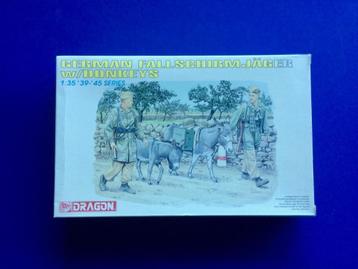 GERMAN FALLSCHIRMJÄGER
w/DONKEYS
1:35 '39-'45 SERIES
DRAGON